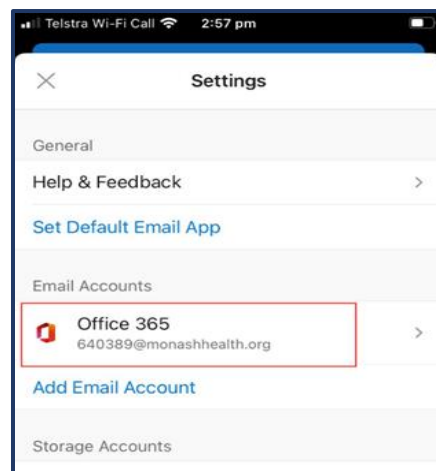 Telstra Wi-Fi Call 2:57 pm
Settings
General
Help & Feedback
Set Default Email App
Email Accounts
Office 365
640389@monashhealth.org
Add Email Account
Storage Accounts